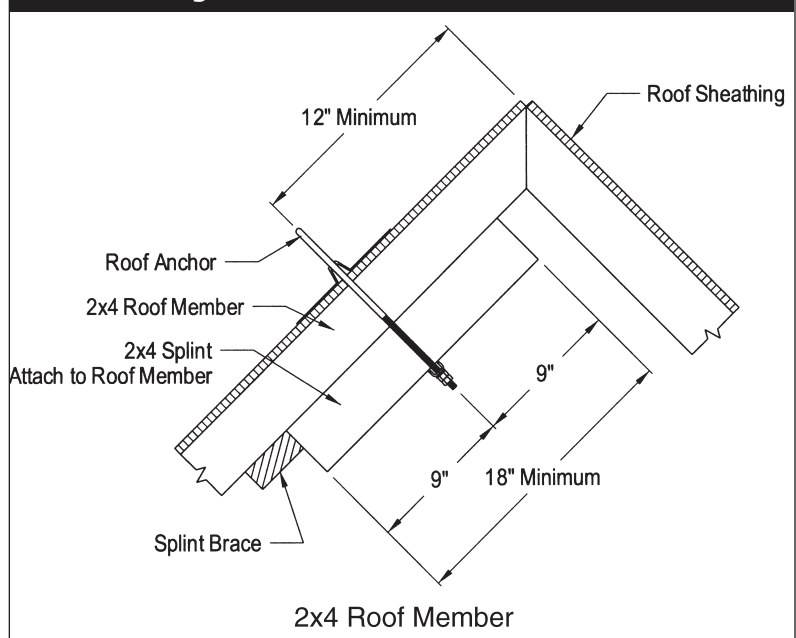 12" Minimum
Roof Sheathing
Roof Anchor
2x4 Roof Member
2x4 Splint
Attach to Roof Member
9"
9"
18" Minimum
Splint Brace
2x4 Roof Member